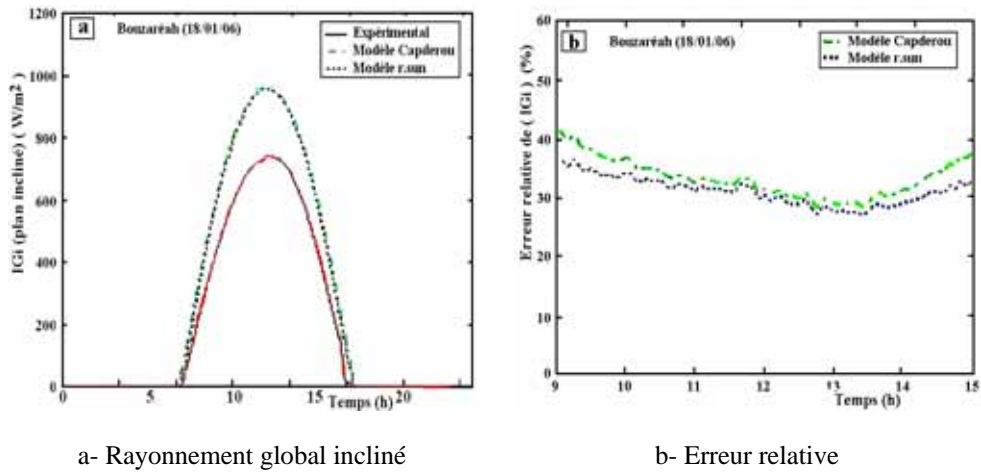 a
Bouzaréah (18/01/06)
Expérimental
Modèle Capderou
Modèle r.sun
IGi (plan incliné) ( W/m²)
1200
1000
800
600
400
200
0
0
5
10
15
20
Temps (h)
b
Bouzaréah (18/01/06)
Modèle Capderou
Modèle r.sun
Erreur relative de ( IGi ) (%)
60
50
40
30
20
10
0
9
10
11
12
13
14
15
Temps (h)
a- Rayonnement global incliné
b- Erreur relative